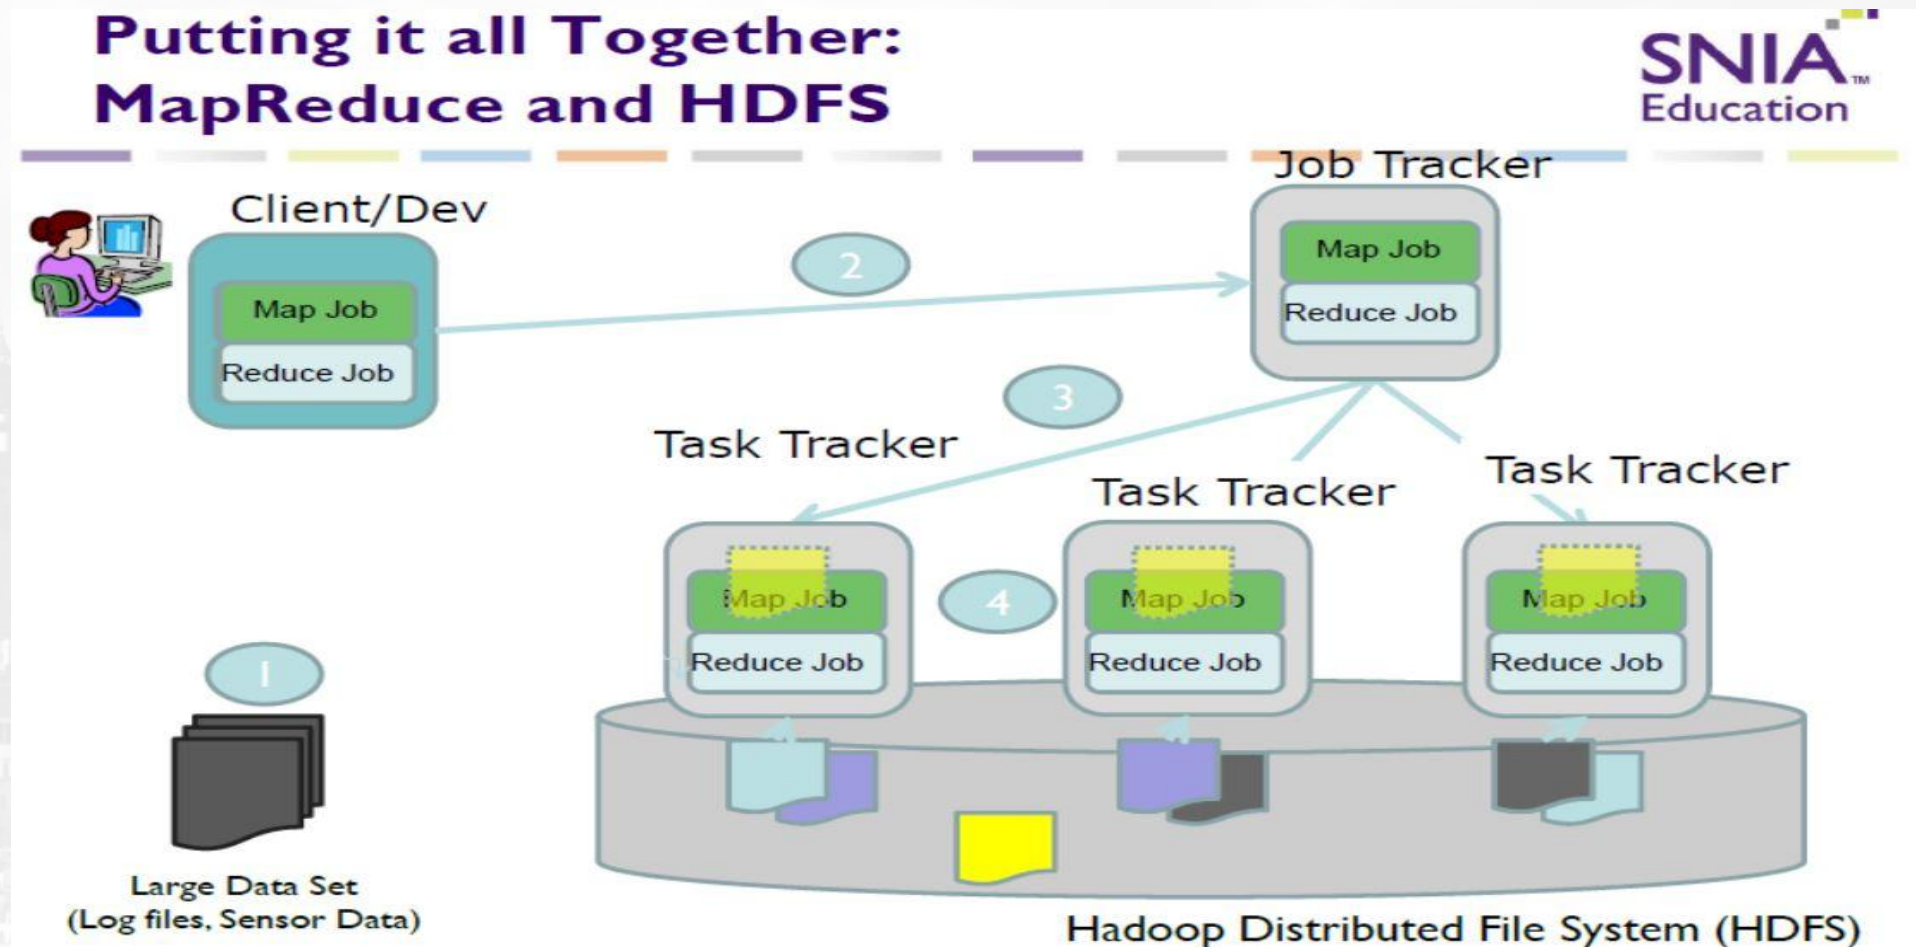 Putting it all Together:
MapReduce and HDFS
SNIA™
Education
Client/Dev
Map Job
Reduce Job
2
Job Tracker
Map Job
Reduce Job
3
Task Tracker
Task Tracker
Task Tracker
Map Job
Reduce Job
4
Map Job
Reduce Job
Map Job
Reduce Job
1
Large Data Set
(Log files, Sensor Data)
Hadoop Distributed File System (HDFS)